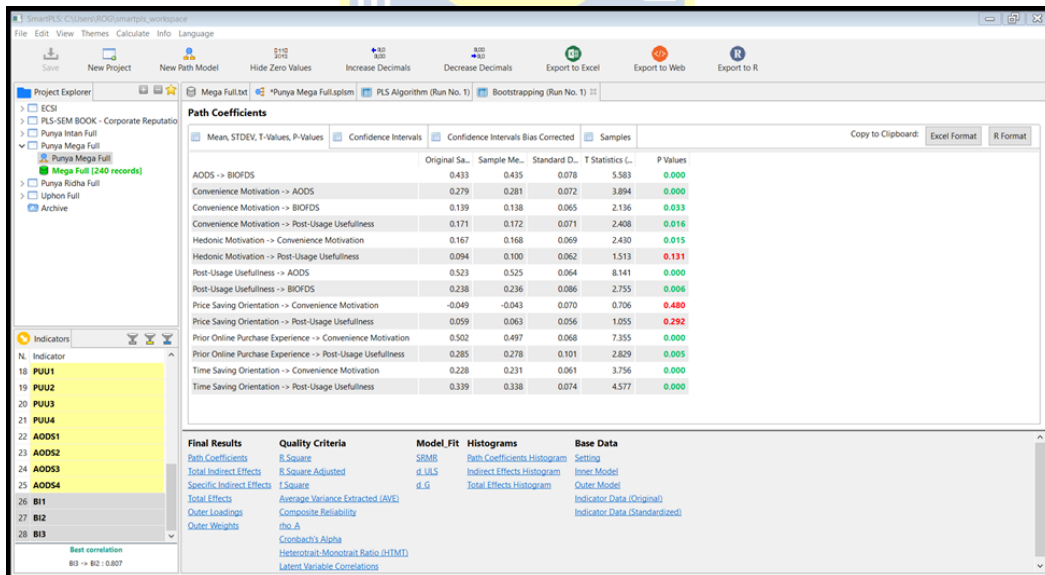 SmartPLS: C:\Users\ROG\smartpls_workspace
File Edit View Themes Calculate Info Language
Save New Project New Path Model Hide Zero Values Increase Decimals Decrease Decimals Export to Excel Export to Web Export to R
Project Explorer
ECSI
PLS-SEM BOOK - Corporate Reputatio
Punya Intan Full
Punya Mega Full
Punya Mega Full
Mega Full [240 records]
Punya Ridha Full
Uphon Full
Archive
Mega Full.txt *Punya Mega Full.splsm PLS Algorithm (Run No. 1) Bootstrapping (Run No. 1)
Path Coefficients
Mean, STDEV, T-Values, P-Values Confidence Intervals Confidence Intervals Bias Corrected Samples Copy to Clipboard: Excel Format R Format
Original Sa... Sample Me... Standard D... T Statistics (... P Values
AODS -> BIOFDS 0.433 0.435 0.078 5.583 0.000
Convenience Motivation -> AODS 0.279 0.281 0.072 3.894 0.000
Convenience Motivation -> BIOFDS 0.139 0.138 0.065 2.136 0.033
Convenience Motivation -> Post-Usage Usefullness 0.171 0.172 0.071 2.408 0.016
Hedonic Motivation -> Convenience Motivation 0.167 0.168 0.069 2.430 0.015
Hedonic Motivation -> Post-Usage Usefullness 0.094 0.100 0.062 1.513 0.131
Post-Usage Usefullness -> AODS 0.523 0.525 0.064 8.141 0.000
Post-Usage Usefullness -> BIOFDS 0.238 0.236 0.086 2.755 0.006
Price Saving Orientation -> Convenience Motivation -0.049 -0.043 0.070 0.706 0.480
Price Saving Orientation -> Post-Usage Usefullness 0.059 0.063 0.056 1.055 0.292
Prior Online Purchase Experience -> Convenience Motivation 0.502 0.497 0.068 7.355 0.000
Prior Online Purchase Experience -> Post-Usage Usefullness 0.285 0.278 0.101 2.829 0.005
Time Saving Orientation -> Convenience Motivation 0.228 0.231 0.061 3.756 0.000
Time Saving Orientation -> Post-Usage Usefullness 0.339 0.338 0.074 4.577 0.000
Indicators
N. Indicator
18 PUU1
19 PUU2
20 PUU3
21 PUU4
22 AODS1
23 AODS2
24 AODS3
25 AODS4
26 BI1
27 BI2
28 BI3
Best correlation
BI3 -> BI2 : 0.807
Final Results Quality Criteria Model_Fit Histograms Base Data
Path Coefficients R Square SRMR Path Coefficients Histogram Setting
Total Indirect Effects R Square Adjusted d_ULS Indirect Effects Histogram Inner Model
Specific Indirect Effects f Square d_G Total Effects Histogram Outer Model
Total Effects Average Variance Extracted (AVE) Indicator Data (Original)
Outer Loadings Composite Reliability Indicator Data (Standardized)
Outer Weights rho_A
Cronbach's Alpha
Heterotrait-Monotrait Ratio (HTMT)
Latent Variable Correlations